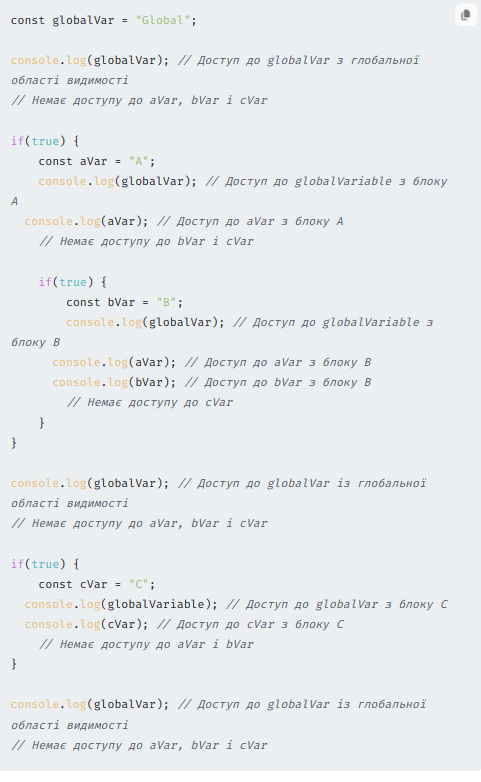 const globalVar = "Global";

console.log(globalVar); // Доступ до globalVar з глобальної
області видимості
// Немає доступу до aVar, bVar і cVar

if(true) {
    const aVar = "A";
    console.log(globalVar); // Доступ до globalVariable з блоку
A
  console.log(aVar); // Доступ до aVar з блоку A
    // Немає доступу до bVar і cVar

    if(true) {
        const bVar = "B";
        console.log(globalVar); // Доступ до globalVariable з
блоку B
      console.log(aVar); // Доступ до aVar з блоку B
      console.log(bVar); // Доступ до bVar з блоку B
        // Немає доступу до cVar
    }
}

console.log(globalVar); // Доступ до globalVar із глобальної
області видимості
// Немає доступу до aVar, bVar і cVar

if(true) {
    const cVar = "C";
  console.log(globalVariable); // Доступ до globalVar з блоку C
  console.log(cVar); // Доступ до cVar з блоку C
    // Немає доступу до aVar і bVar
}

console.log(globalVar); // Доступ до globalVar із глобальної
області видимості
// Немає доступу до aVar, bVar і cVar